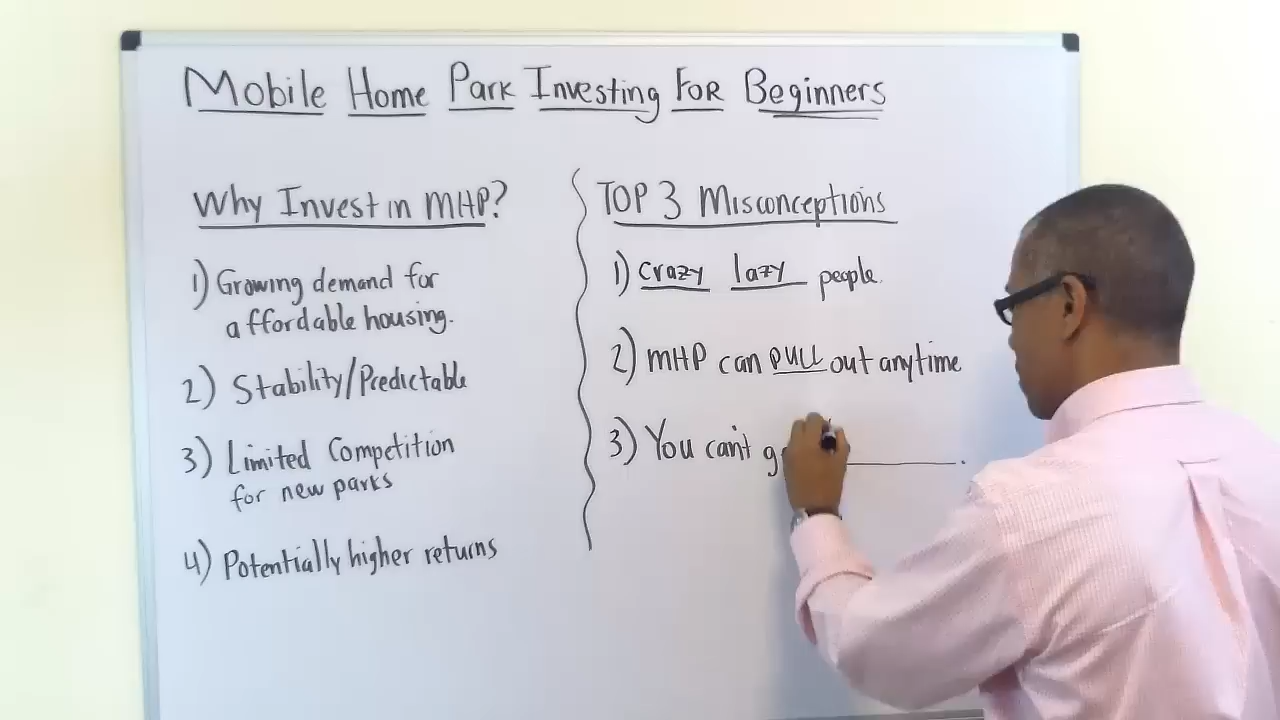 Mobile Home Park Investing For Beginners
Why Invest in MHP?
1) Growing demand for
affordable housing.
2) Stability/Predictable
3) Limited Competition
for new parks
4) Potentially higher returns
TOP 3 Misconceptions
1) crazy lazy people.
2) MHP can PULL out anytime
3) You can't